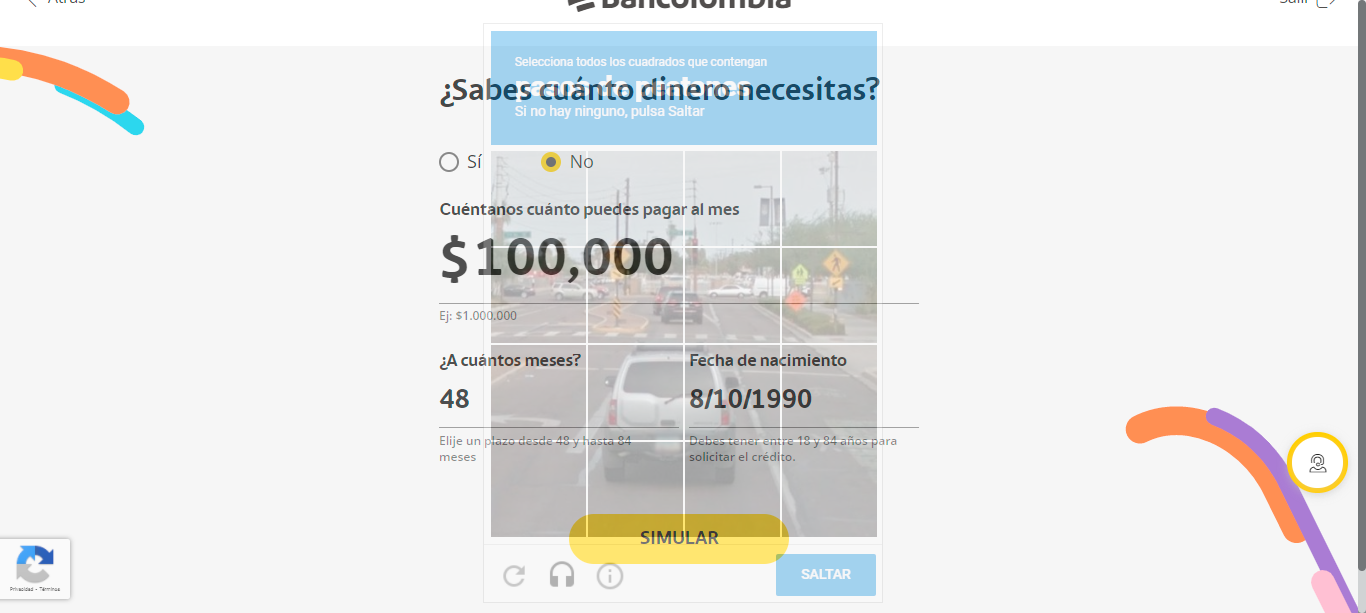 Atrás
Bancolombia
Salir
Selecciona todos los cuadrados que contengan
pasos de peatones
Si no hay ninguno, pulsa Saltar
¿Sabes cuánto dinero necesitas?
Sí No
Cuéntanos cuánto puedes pagar al mes
$100,000
Ej: $1.000.000
¿A cuántos meses? Fecha de nacimiento
48 8/10/1990
Elije un plazo desde 48 y hasta 84 Debes tener entre 18 y 84 años para
meses solicitar el crédito.
SIMULAR
SALTAR
Privacidad - Términos